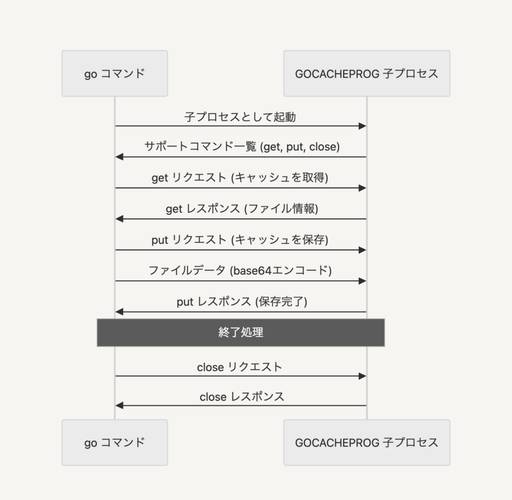 go コマンド
GOCACHEPROG 子プロセス
子プロセスとして起動
サポートコマンド一覧 (get, put, close)
get リクエスト (キャッシュを取得)
get レスポンス (ファイル情報)
put リクエスト (キャッシュを保存)
ファイルデータ (base64エンコード)
put レスポンス (保存完了)
終了処理
close リクエスト
close レスポンス
go コマンド
GOCACHEPROG 子プロセス